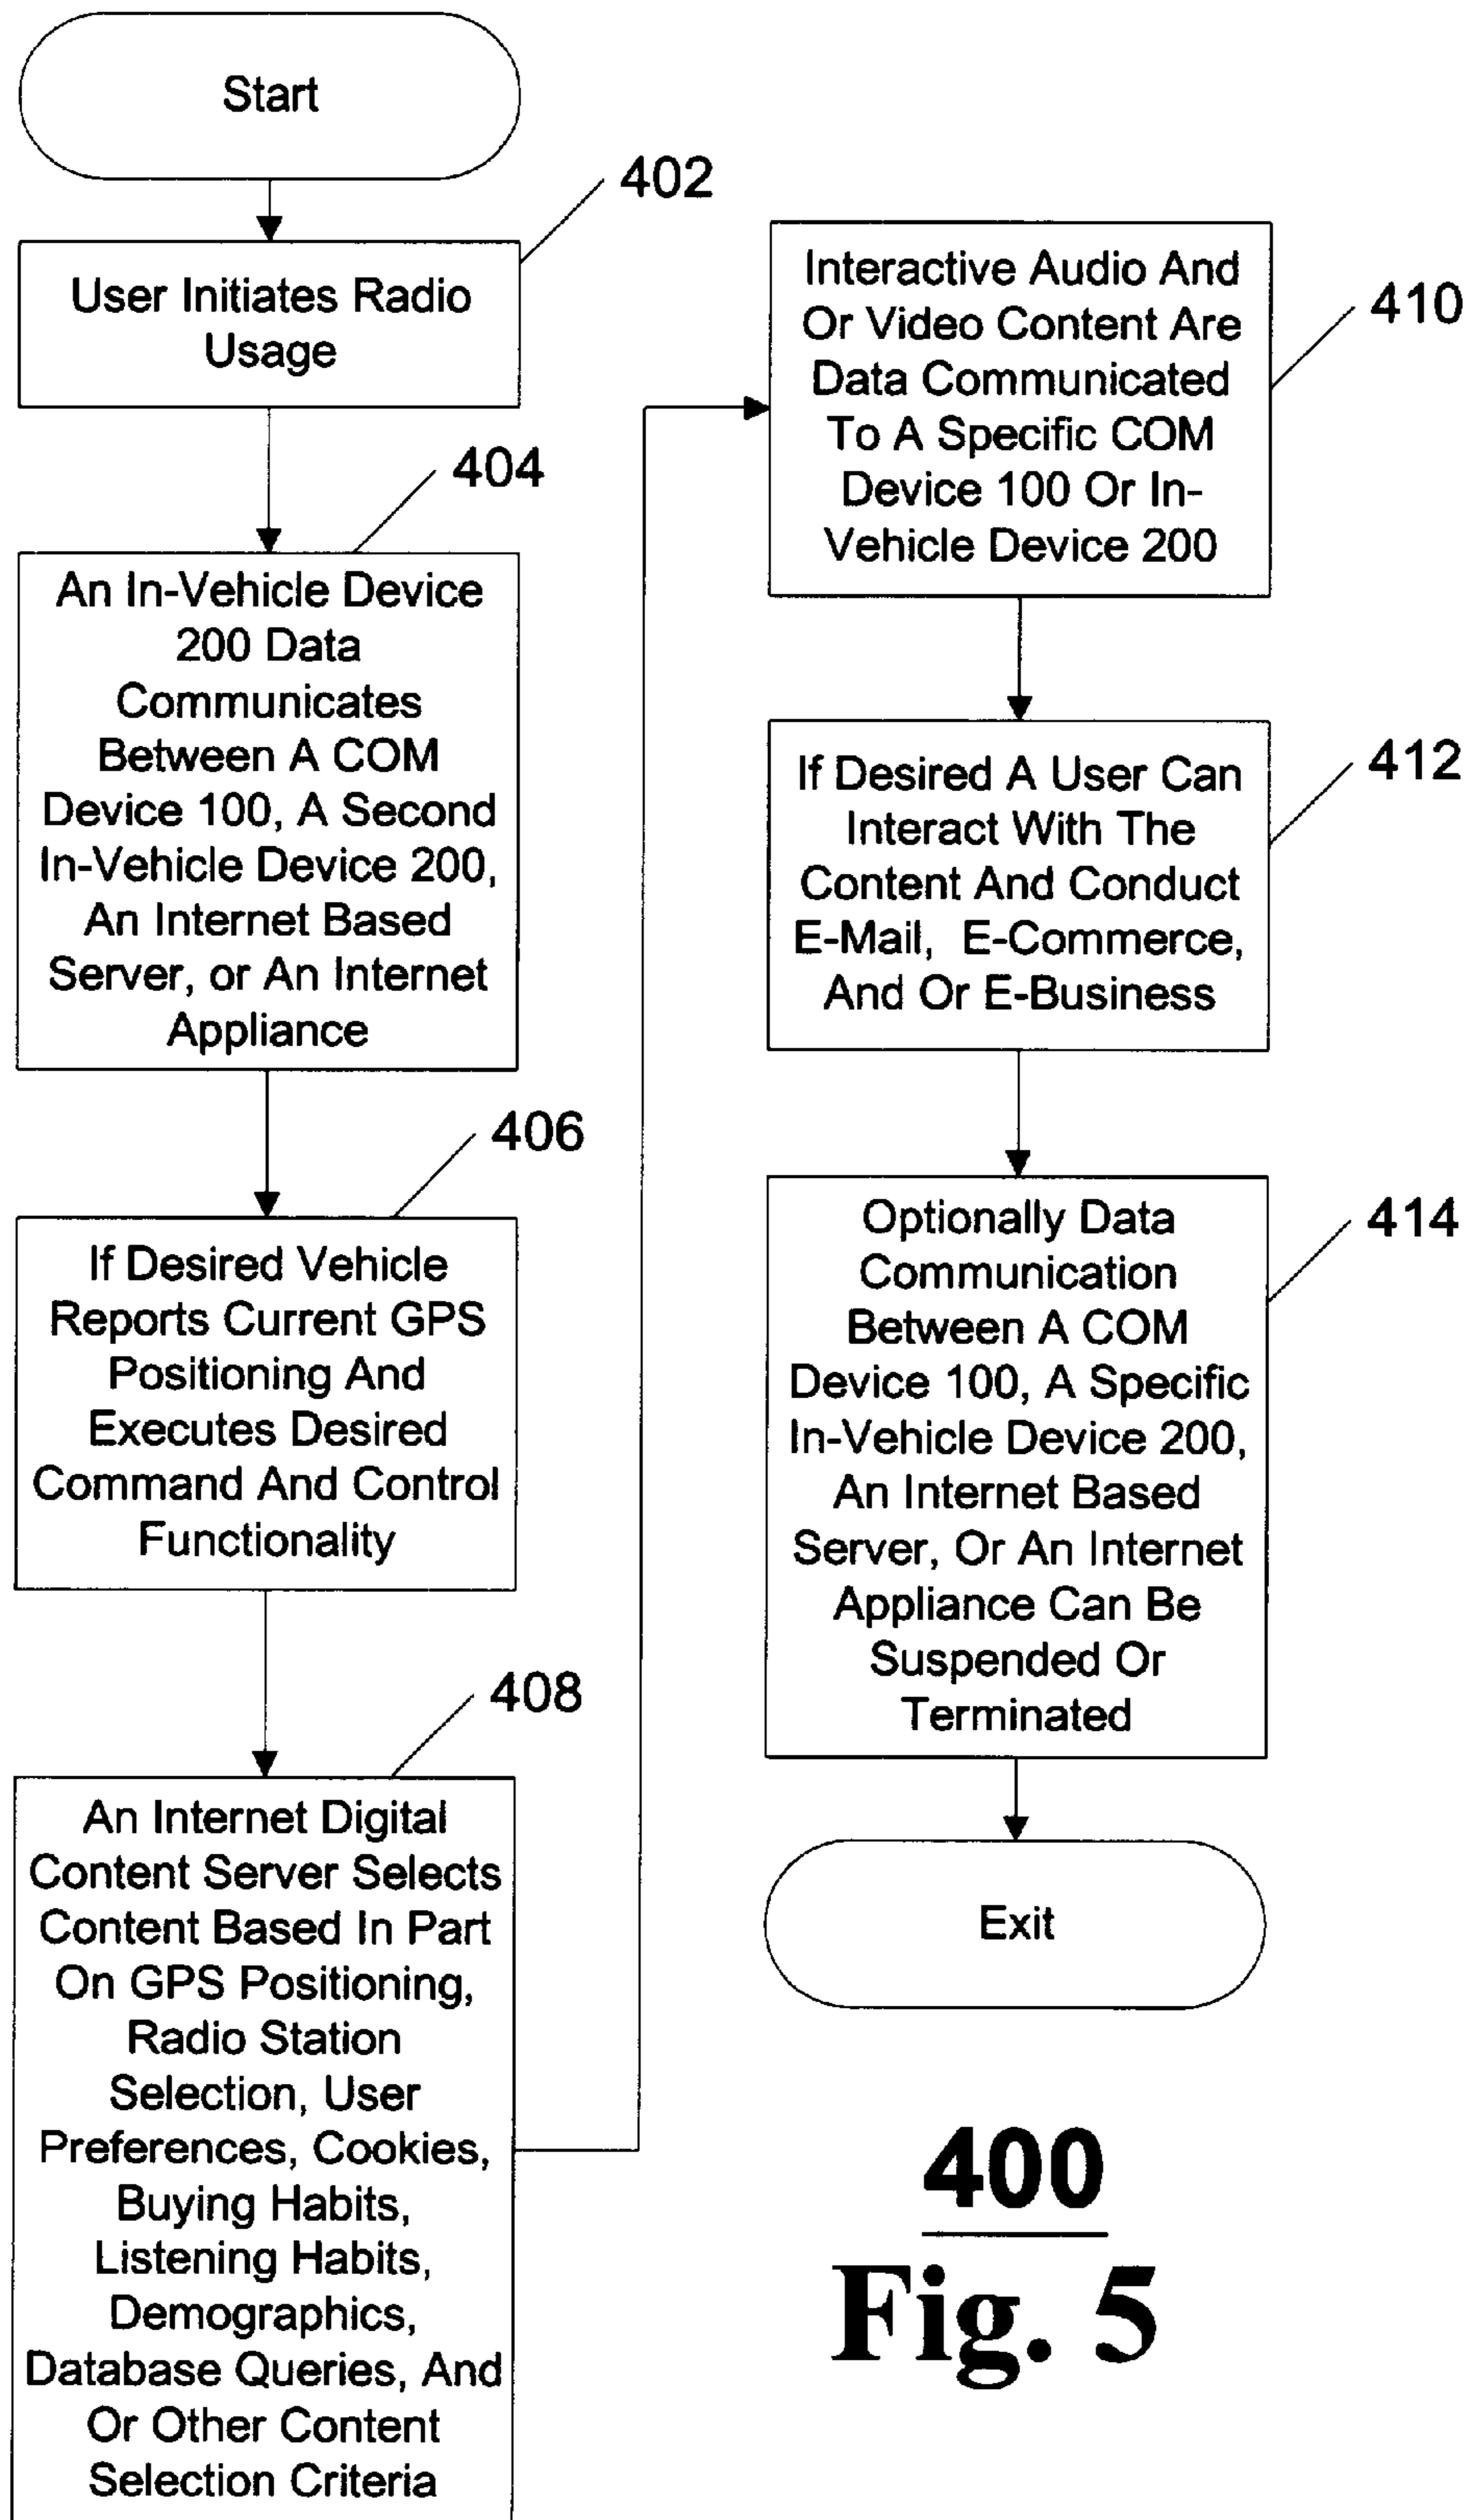 Start
402
User Initiates Radio
Usage
404
An In-Vehicle Device
200 Data
Communicates
Between A COM
Device 100, A Second
In-Vehicle Device 200,
An Internet Based
Server, or An Internet
Appliance
406
If Desired Vehicle
Reports Current GPS
Positioning And
Executes Desired
Command And Control
Functionality
408
An Internet Digital
Content Server Selects
Content Based In Part
On GPS Positioning,
Radio Station
Selection, User
Preferences, Cookies,
Buying Habits,
Listening Habits,
Demographics,
Database Queries, And
Or Other Content
Selection Criteria
Interactive Audio And
Or Video Content Are
Data Communicated
To A Specific COM
Device 100 Or In-
Vehicle Device 200
410
If Desired A User Can
Interact With The
Content And Conduct
E-Mail, E-Commerce,
And Or E-Business
412
Optionally Data
Communication
Between A COM
Device 100, A Specific
In-Vehicle Device 200,
An Internet Based
Server, Or An Internet
Appliance Can Be
Suspended Or
Terminated
414
Exit
400
Fig. 5